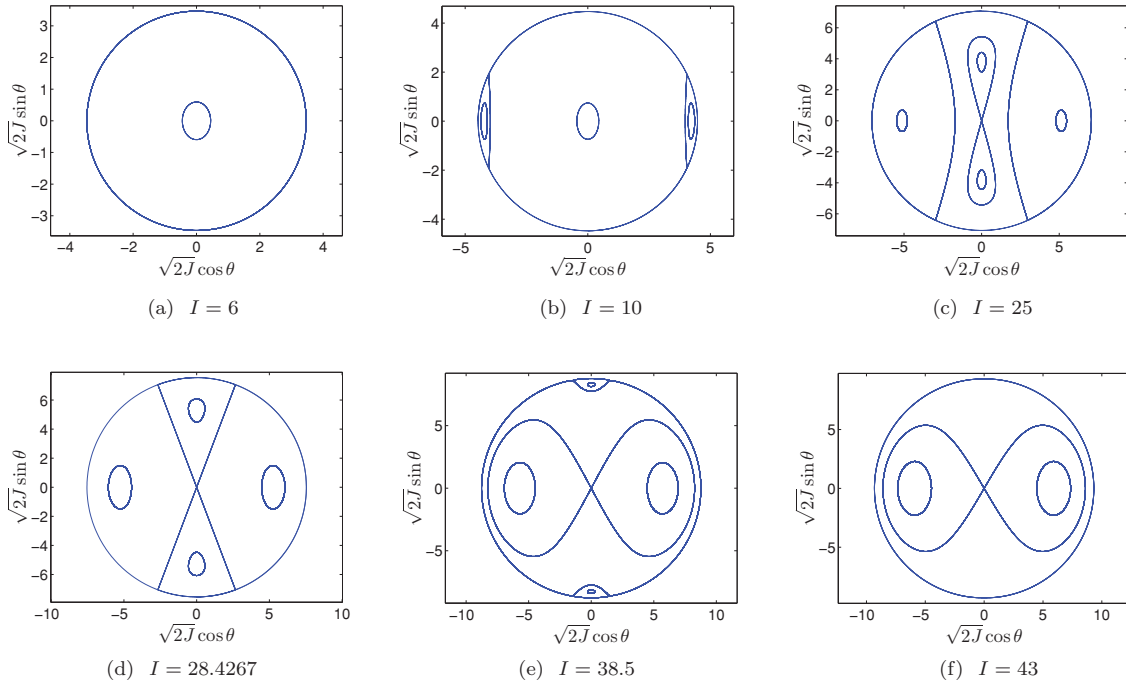 3
2
1
0
−1
−2
−3
√2J sin θ
−4 −2 0 2 4
√2J cos θ
(a) I = 6
4
2
0
−2
−4
√2J sin θ
−5 0 5
√2J cos θ
(b) I = 10
6
4
2
0
−2
−4
−6
√2J sin θ
−5 0 5
√2J cos θ
(c) I = 25
6
4
2
0
−2
−4
−6
√2J sin θ
−10 −5 0 5 10
√2J cos θ
(d) I = 28.4267
5
0
−5
√2J sin θ
−10 −5 0 5 10
√2J cos θ
(e) I = 38.5
5
0
−5
√2J sin θ
−10 −5 0 5 10
√2J cos θ
(f) I = 43